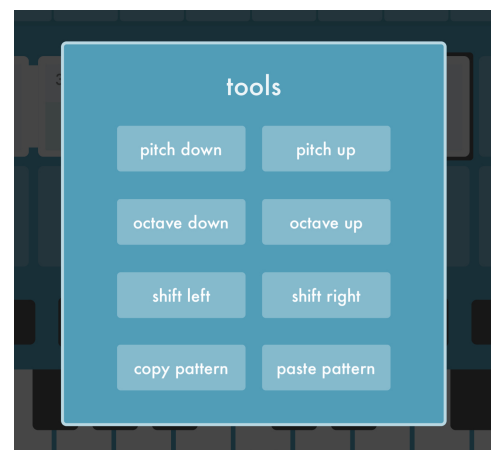 tools
pitch down pitch up
octave down octave up
shift left shift right
copy pattern paste pattern